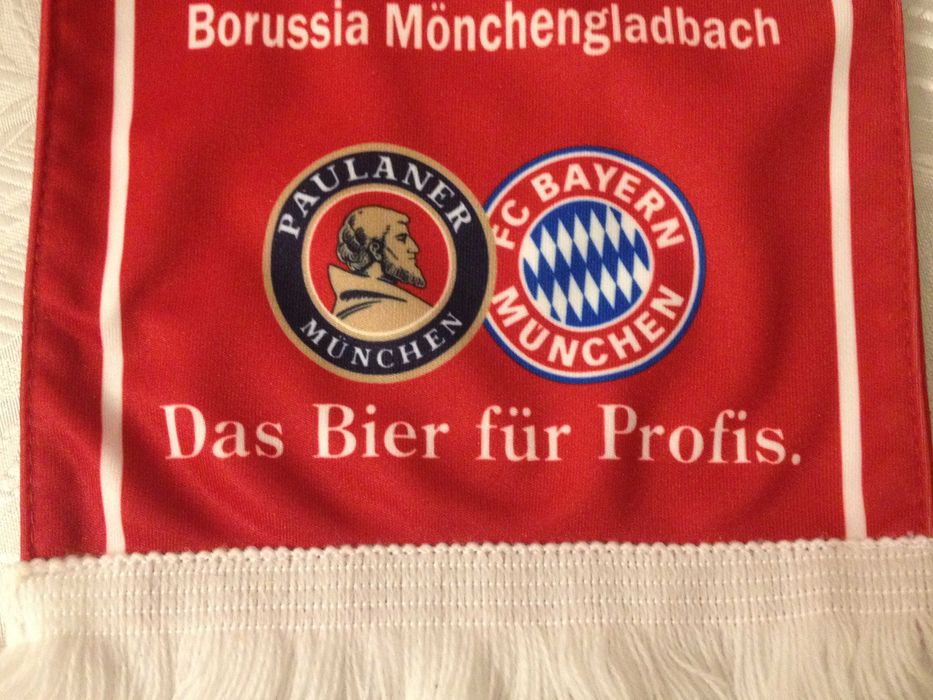 Borussia Mönchengladbach
PAULANER
MÜNCHEN
FC BAYERN
MÜNCHEN
Das Bier für Profis.